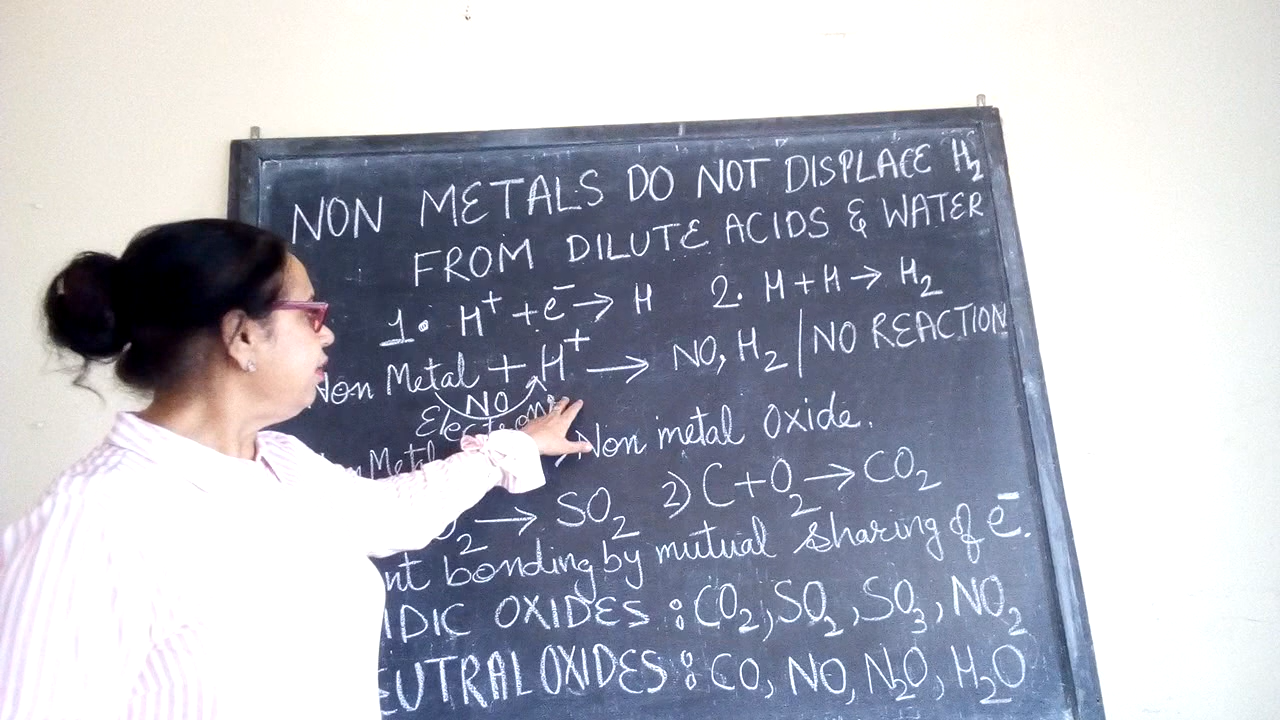 NON METALS DO NOT DISPLACE H₂
FROM DILUTE ACIDS & WATER
1. H⁺ + e⁻ → H 2. H + H → H₂
Non Metal + H⁺ → NO, H₂ / NO REACTION
NO
Electrons
Non metal oxide.
₂ → SO₂ 2) C + O₂ → CO₂
bonding by mutual sharing of e⁻.
OXIDES : CO₂, SO₂, SO₃, NO₂
OXIDES : CO, NO, N₂O, H₂O